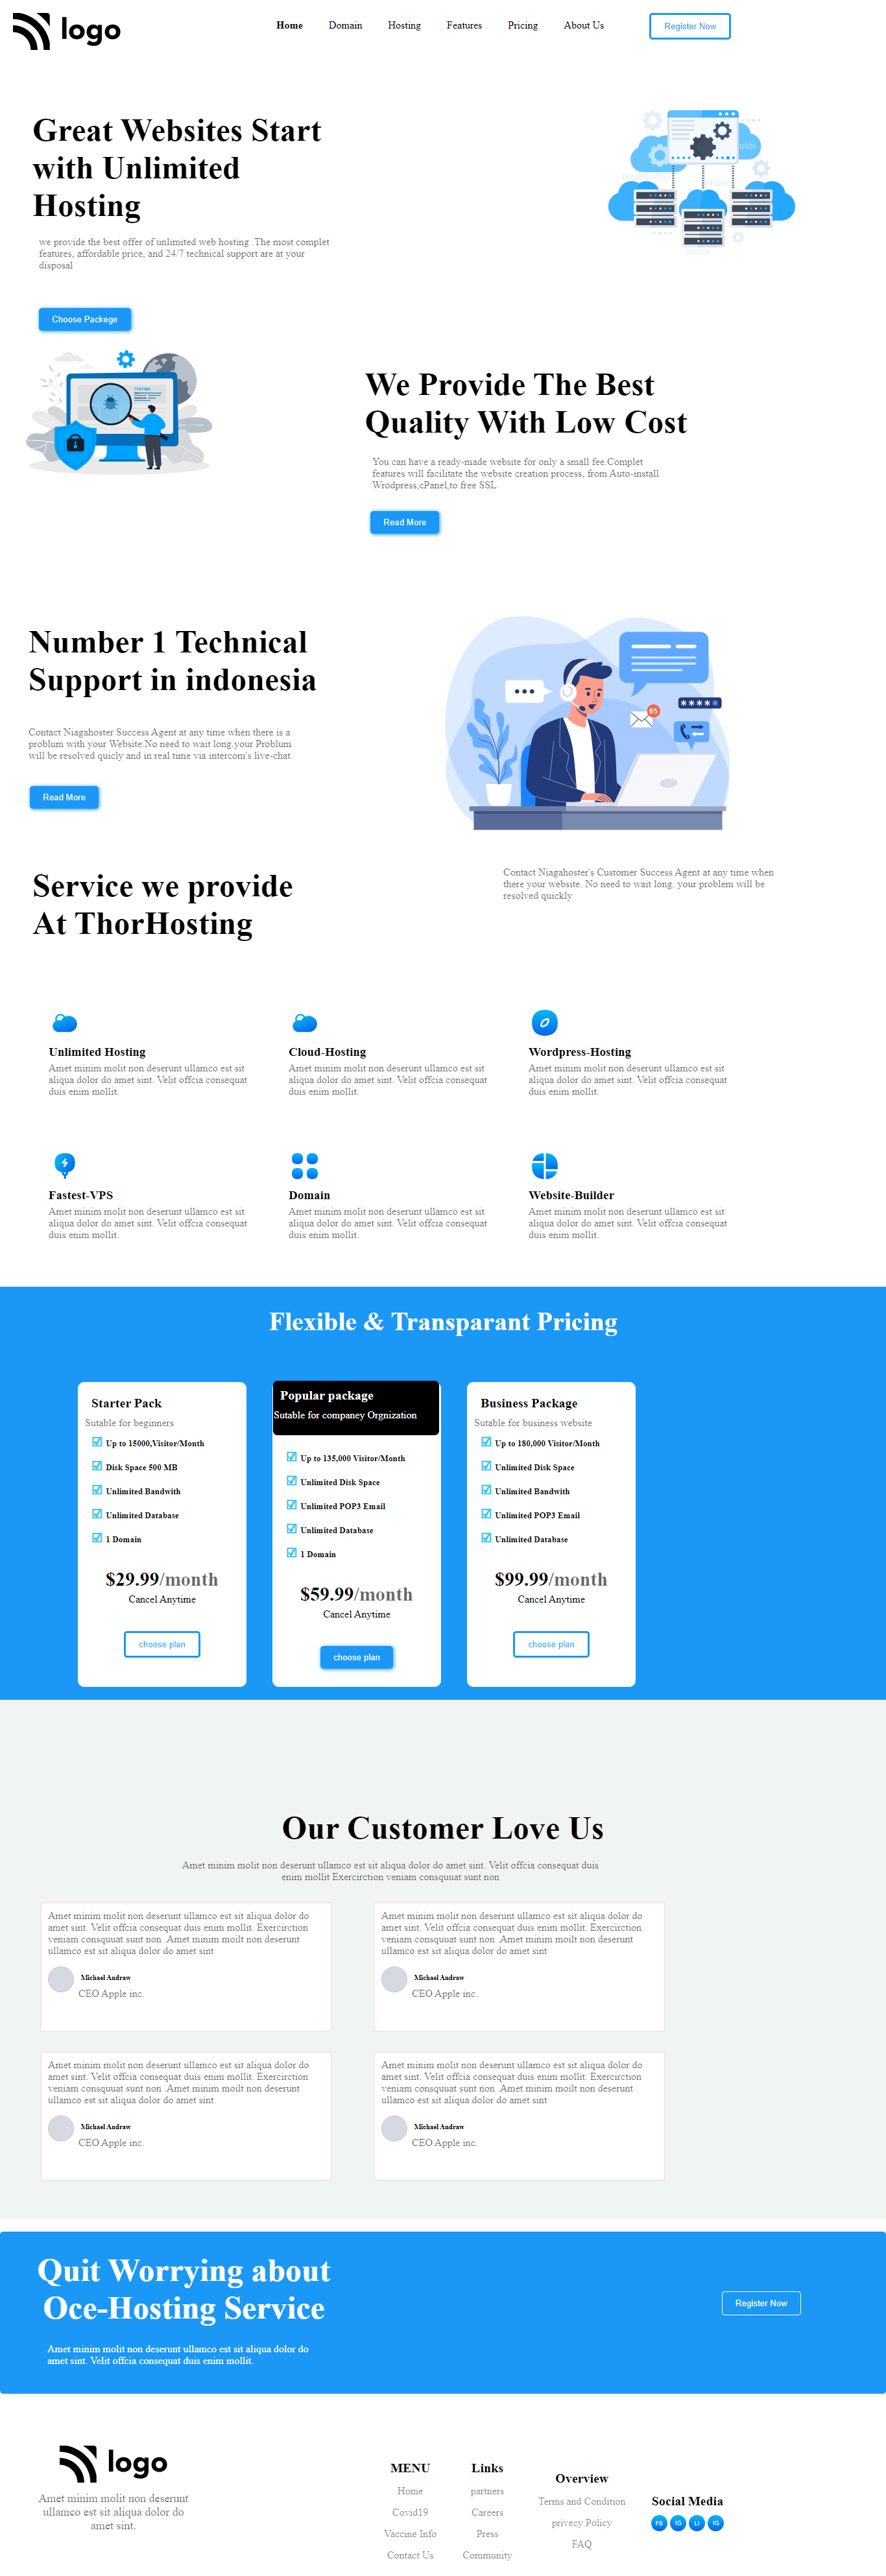 logo
Home Domain Hosting Features Pricing About Us Register Now
Great Websites Start
with Unlimited
Hosting
we provide the best offer of unlimited web hosting .The most complet
features, affordable price, and 24/7 technical support are at your
disposal
Choose Packege
TESTING
We Provide The Best
Quality With Low Cost
You can have a ready-made website for only a small fee.Complet
features will facilitate the website creation process, from Auto-install
Wrodpress,cPanel,to free SSL
Read More
Number 1 Technical
Support in indonesia
85
*****
Contact Niagahoster Success Agent at any time when there is a
problum with your Website.No need to wait long.your Problum
will be resolved quicly and in real time via intercom's live-chat.
Read More
Service we provide
At ThorHosting
Contact Niagahoster's Customer Success Agent at any time when
there your website. No need to wait long. your problem will be
resolved quickly
Unlimited Hosting
Amet minim molit non deserunt ullamco est sit
aliqua dolor do amet sint. Velit offcia consequat
duis enim mollit.
Cloud-Hosting
Amet minim molit non deserunt ullamco est sit
aliqua dolor do amet sint. Velit offcia consequat
duis enim mollit.
Wordpress-Hosting
Amet minim molit non deserunt ullamco est sit
aliqua dolor do amet sint. Velit offcia consequat
duis enim mollit.
Fastest-VPS
Amet minim molit non deserunt ullamco est sit
aliqua dolor do amet sint. Velit offcia consequat
duis enim mollit.
Domain
Amet minim molit non deserunt ullamco est sit
aliqua dolor do amet sint. Velit offcia consequat
duis enim mollit.
Website-Builder
Amet minim molit non deserunt ullamco est sit
aliqua dolor do amet sint. Velit offcia consequat
duis enim mollit.
Flexible & Transparant Pricing
Starter Pack
Sutable for beginners
Up to 15000,Visitor/Month
Disk Space 500 MB
Unlimited Bandwith
Unlimited Database
1 Domain
$29.99/month
Cancel Anytime
choose plan
Popular package
Sutable for companey Orgnization
Up to 135,000 Visitor/Month
Unlimited Disk Space
Unlimited POP3 Email
Unlimited Database
1 Domain
$59.99/month
Cancel Anytime
choose plan
Business Package
Sutable for business website
Up to 180,000 Visitor/Month
Unlimited Disk Space
Unlimited Bandwith
Unlimited POP3 Email
Unlimited Database
$99.99/month
Cancel Anytime
choose plan
Our Customer Love Us
Amet minim molit non deserunt ullamco est sit aliqua dolor do amet sint. Velit offcia consequat duis
enim mollit Exercirction veniam consquuat sunt non
Amet minim molit non deserunt ullamco est sit aliqua dolor do
amet sint. Velit offcia consequat duis enim mollit. Exercirction
veniam consquuat sunt non .Amet minim moilt non deserunt
ullamco est sit aliqua dolor do amet sint
Michael Andraw
CEO Apple inc.
Amet minim molit non deserunt ullamco est sit aliqua dolor do
amet sint. Velit offcia consequat duis enim mollit. Exercirction
veniam consquuat sunt non .Amet minim moilt non deserunt
ullamco est sit aliqua dolor do amet sint
Michael Andraw
CEO Apple inc.
Amet minim molit non deserunt ullamco est sit aliqua dolor do
amet sint. Velit offcia consequat duis enim mollit. Exercirction
veniam consquuat sunt non .Amet minim moilt non deserunt
ullamco est sit aliqua dolor do amet sint
Michael Andraw
CEO Apple inc.
Amet minim molit non deserunt ullamco est sit aliqua dolor do
amet sint. Velit offcia consequat duis enim mollit. Exercirction
veniam consquuat sunt non .Amet minim moilt non deserunt
ullamco est sit aliqua dolor do amet sint
Michael Andraw
CEO Apple inc.
Quit Worrying about
Oce-Hosting Service
Amet minim molit non deserunt ullamco est sit aliqua dolor do
amet sint. Velit offcia consequat duis enim mollit.
Register Now
logo
Amet minim molit non deserunt
ullamco est sit aliqua dolor do
amet sint.
MENU
Home
Covid19
Vaccine Info
Contact Us
Links
partners
Careers
Press
Community
Overview
Terms and Condition
privecy Policy
FAQ
Social Media
FB IG LI IG